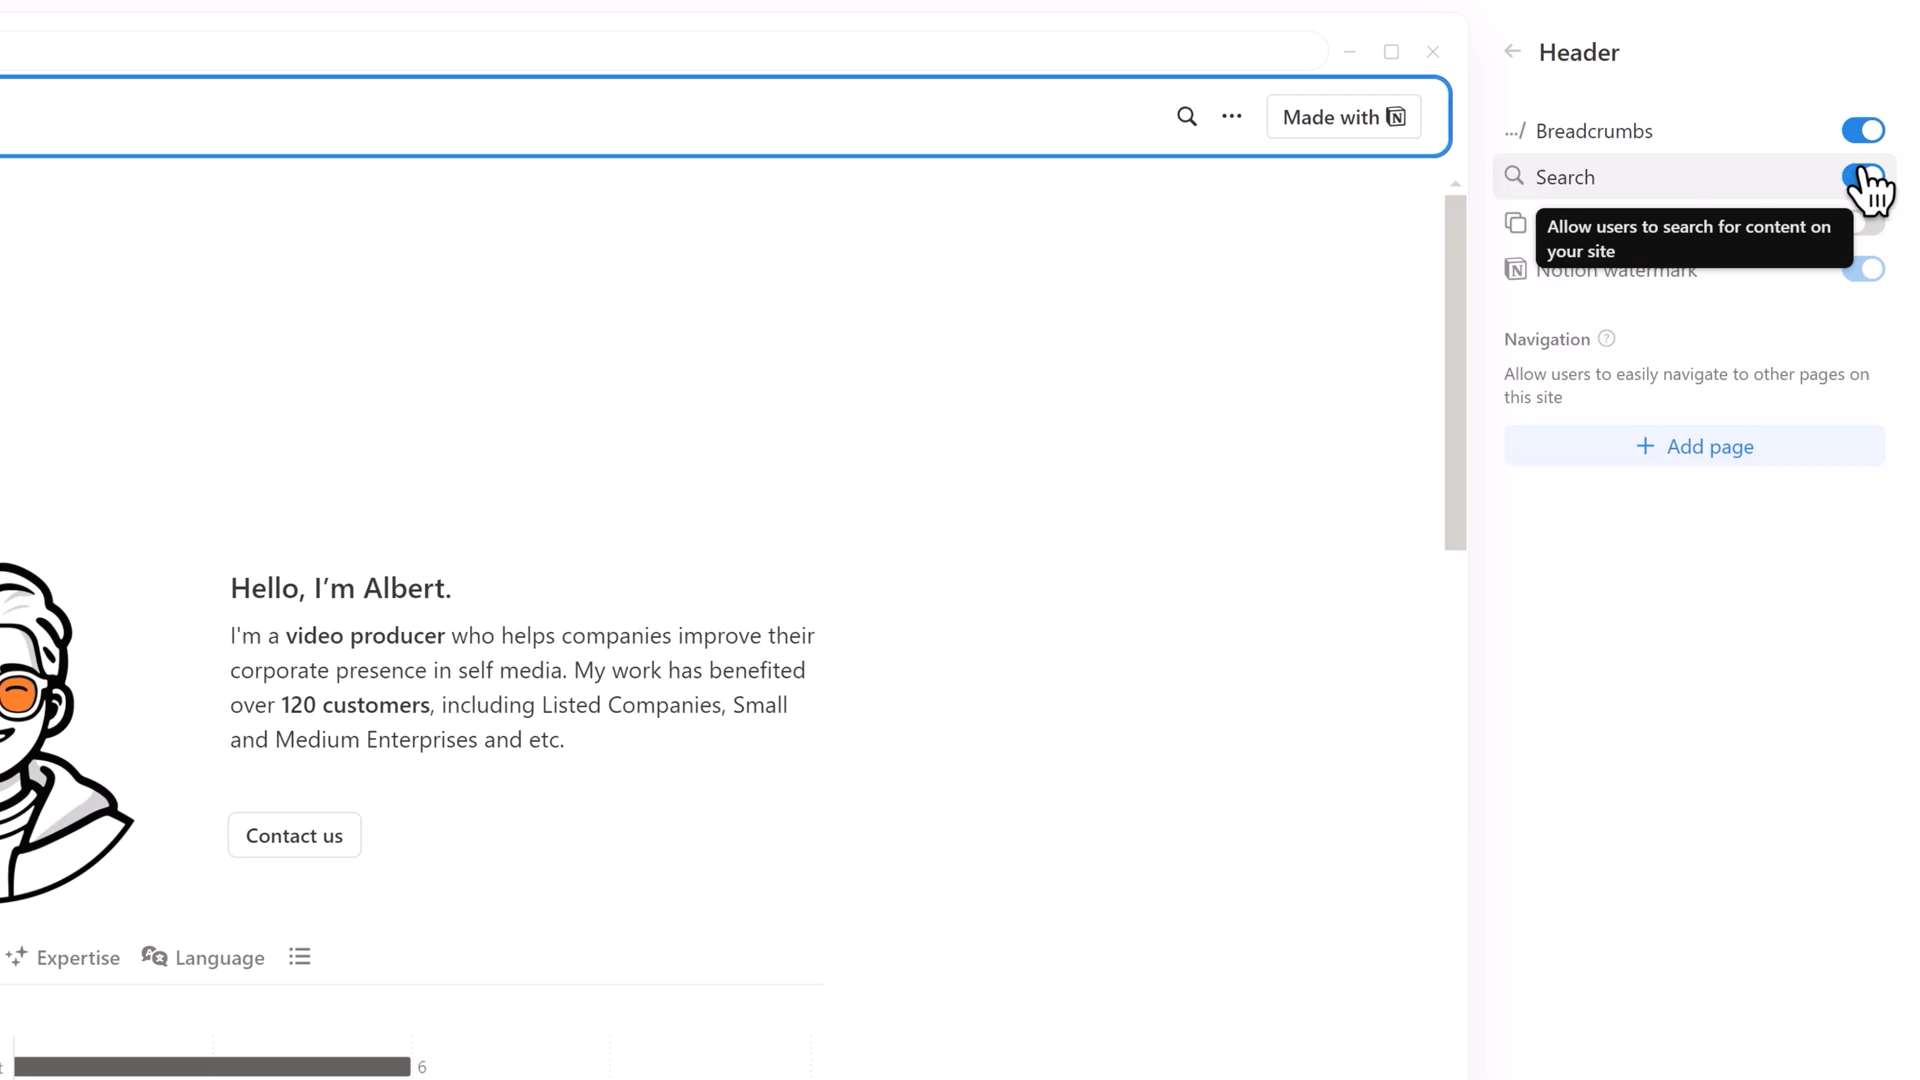 Header
Made with
.../ Breadcrumbs
Search
Allow users to search for content on
your site
Notion watermark
Navigation
Allow users to easily navigate to other pages on
this site
+ Add page
Hello, I’m Albert.
I'm a video producer who helps companies improve their
corporate presence in self media. My work has benefited
over 120 customers, including Listed Companies, Small
and Medium Enterprises and etc.
Contact us
Expertise
Language
6